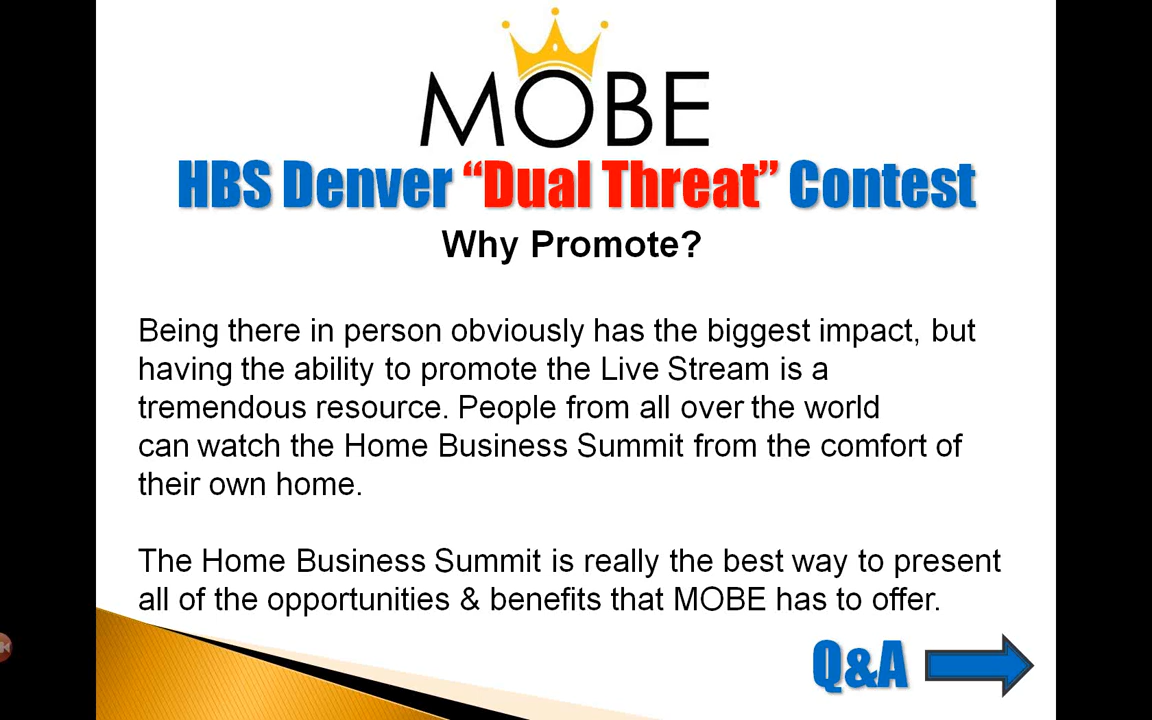 MOBE
HBS Denver “Dual Threat” Contest
Why Promote?
Being there in person obviously has the biggest impact, but
having the ability to promote the Live Stream is a
tremendous resource. People from all over the world
can watch the Home Business Summit from the comfort of
their own home.
The Home Business Summit is really the best way to present
all of the opportunities & benefits that MOBE has to offer.
Q&A